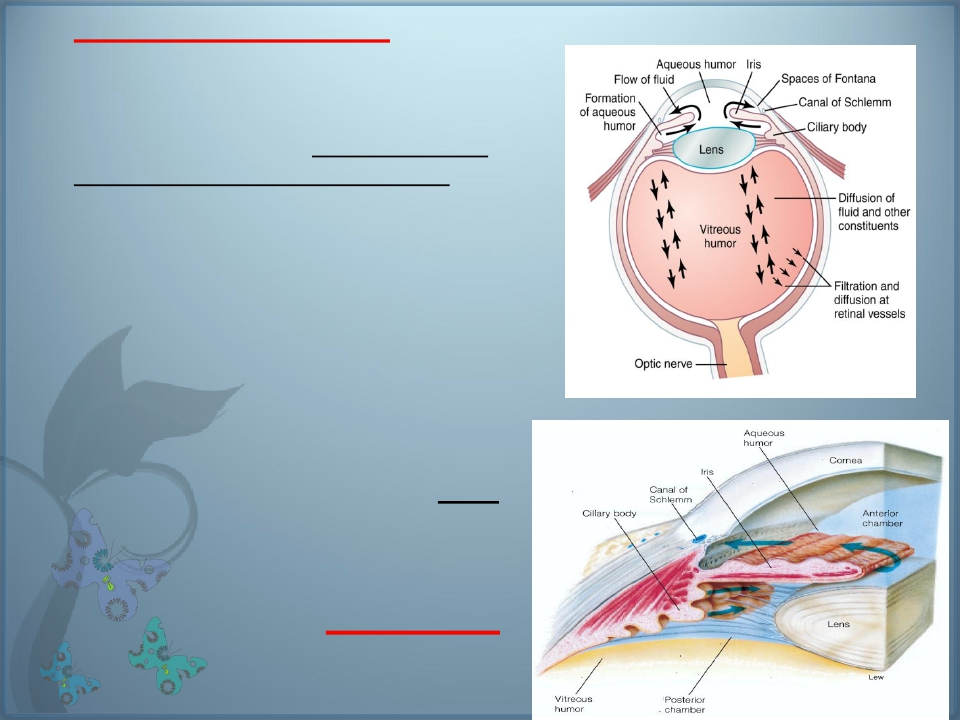 Aqueous humor
Iris
Flow of fluid
Spaces of Fontana
Formation
of aqueous
humor
Canal of Schlemm
Ciliary body
Lens
Diffusion of
fluid and other
constituents
Vitreous
humor
Filtration and
diffusion at
retinal vessels
Optic nerve
Aqueous
humor
Cornea
Iris
Canal of
Schlemm
Cillary body
Anterior
chamber
Lens
Lew
Vitreous
humor
Posterior
chamber